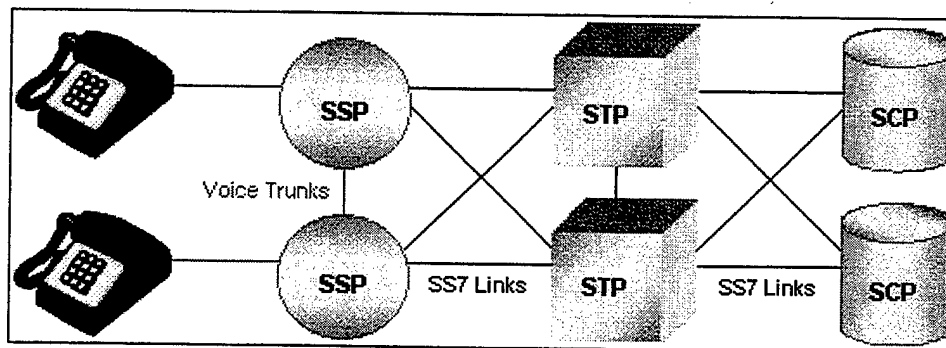 SSP
STP
SCP
Voice Trunks
SSP
SS7 Links
STP
SS7 Links
SCP